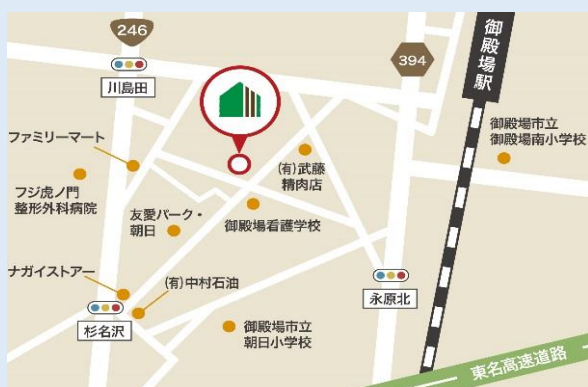 246
川島田
394
御殿場駅
ファミリーマート
フジ虎ノ門
整形外科病院
(有)武藤
精肉店
御殿場市立
御殿場南小学校
友愛パーク・
朝日
御殿場看護学校
ナガイストアー
(有)中村石油
杉名沢
永原北
御殿場市立
朝日小学校
東名高速道路